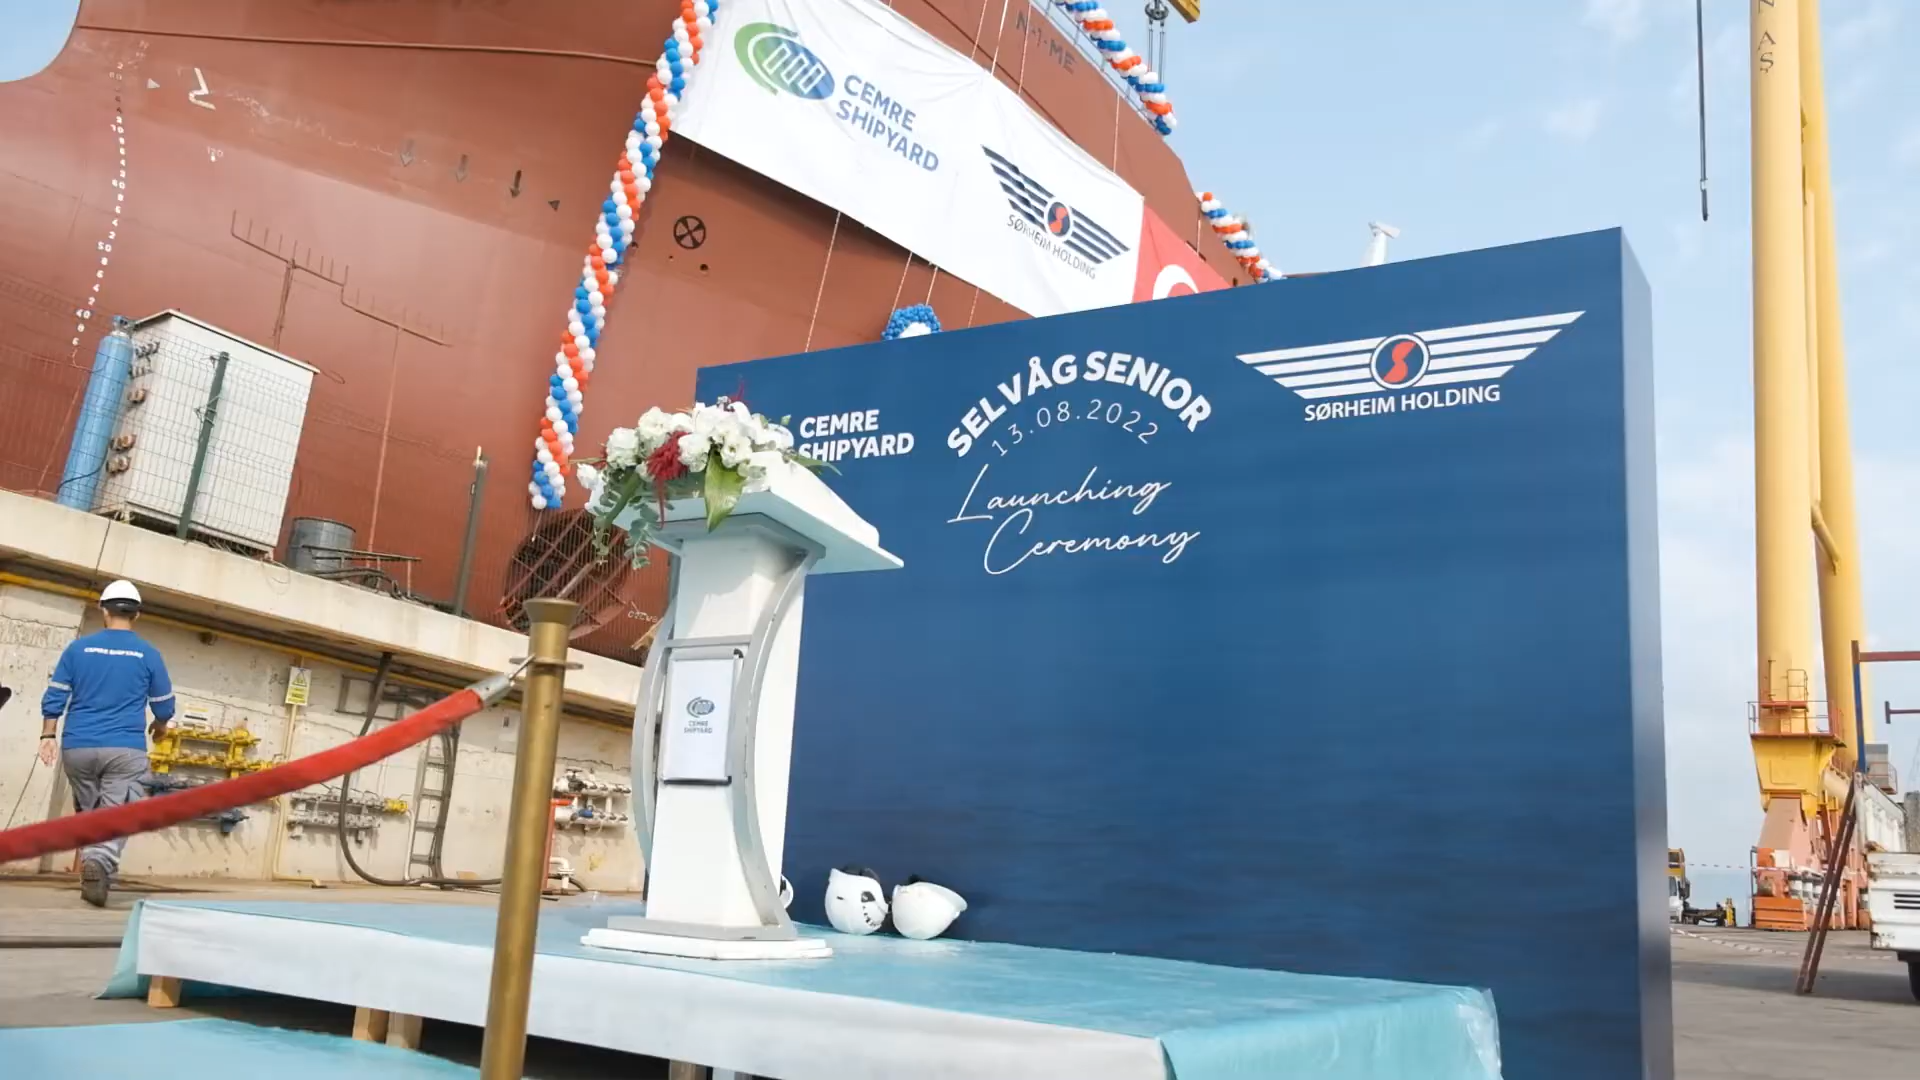 N-1-ME
CEMRE
SHIPYARD
SØRHEIM HOLDING
CEMRE
SHIPYARD
SELVÅG SENIOR
13.08.2022
Launching
Ceremony
SØRHEIM HOLDING
CEMRE SHIPYARD
CEMRE
SHIPYARD